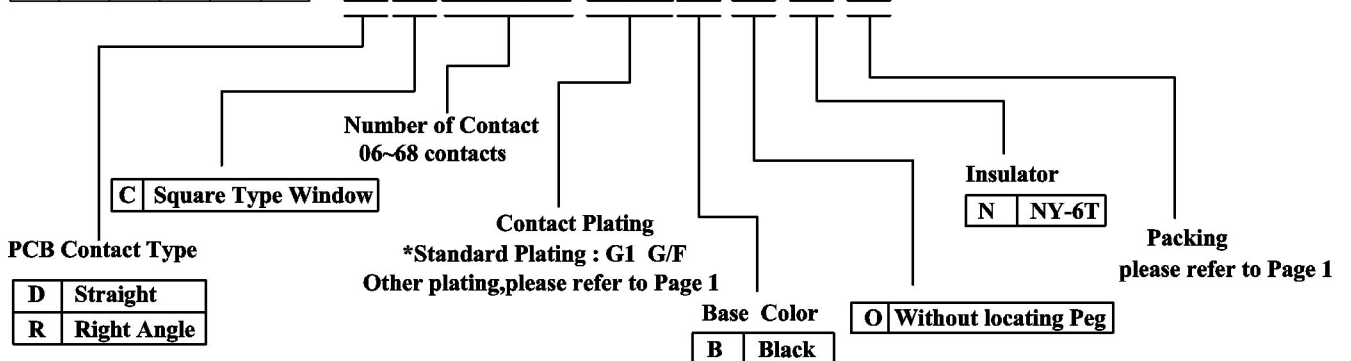 Number of Contact
06~68 contacts
C Square Type Window
Insulator
N NY-6T
Contact Plating
*Standard Plating : G1 G/F
Other plating,please refer to Page 1
PCB Contact Type
D Straight
R Right Angle
Packing
please refer to Page 1
Base Color
B Black
O Without locating Peg